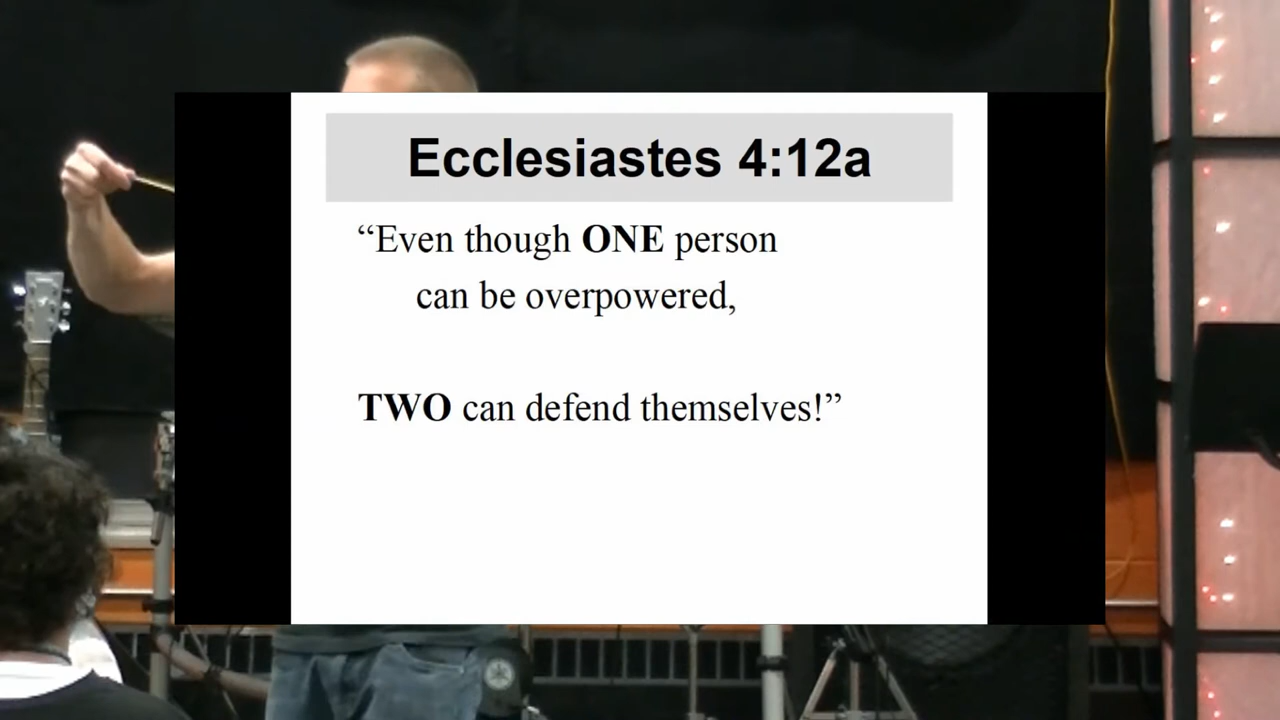 Ecclesiastes 4:12a
“Even though ONE person
can be overpowered,
TWO can defend themselves!”